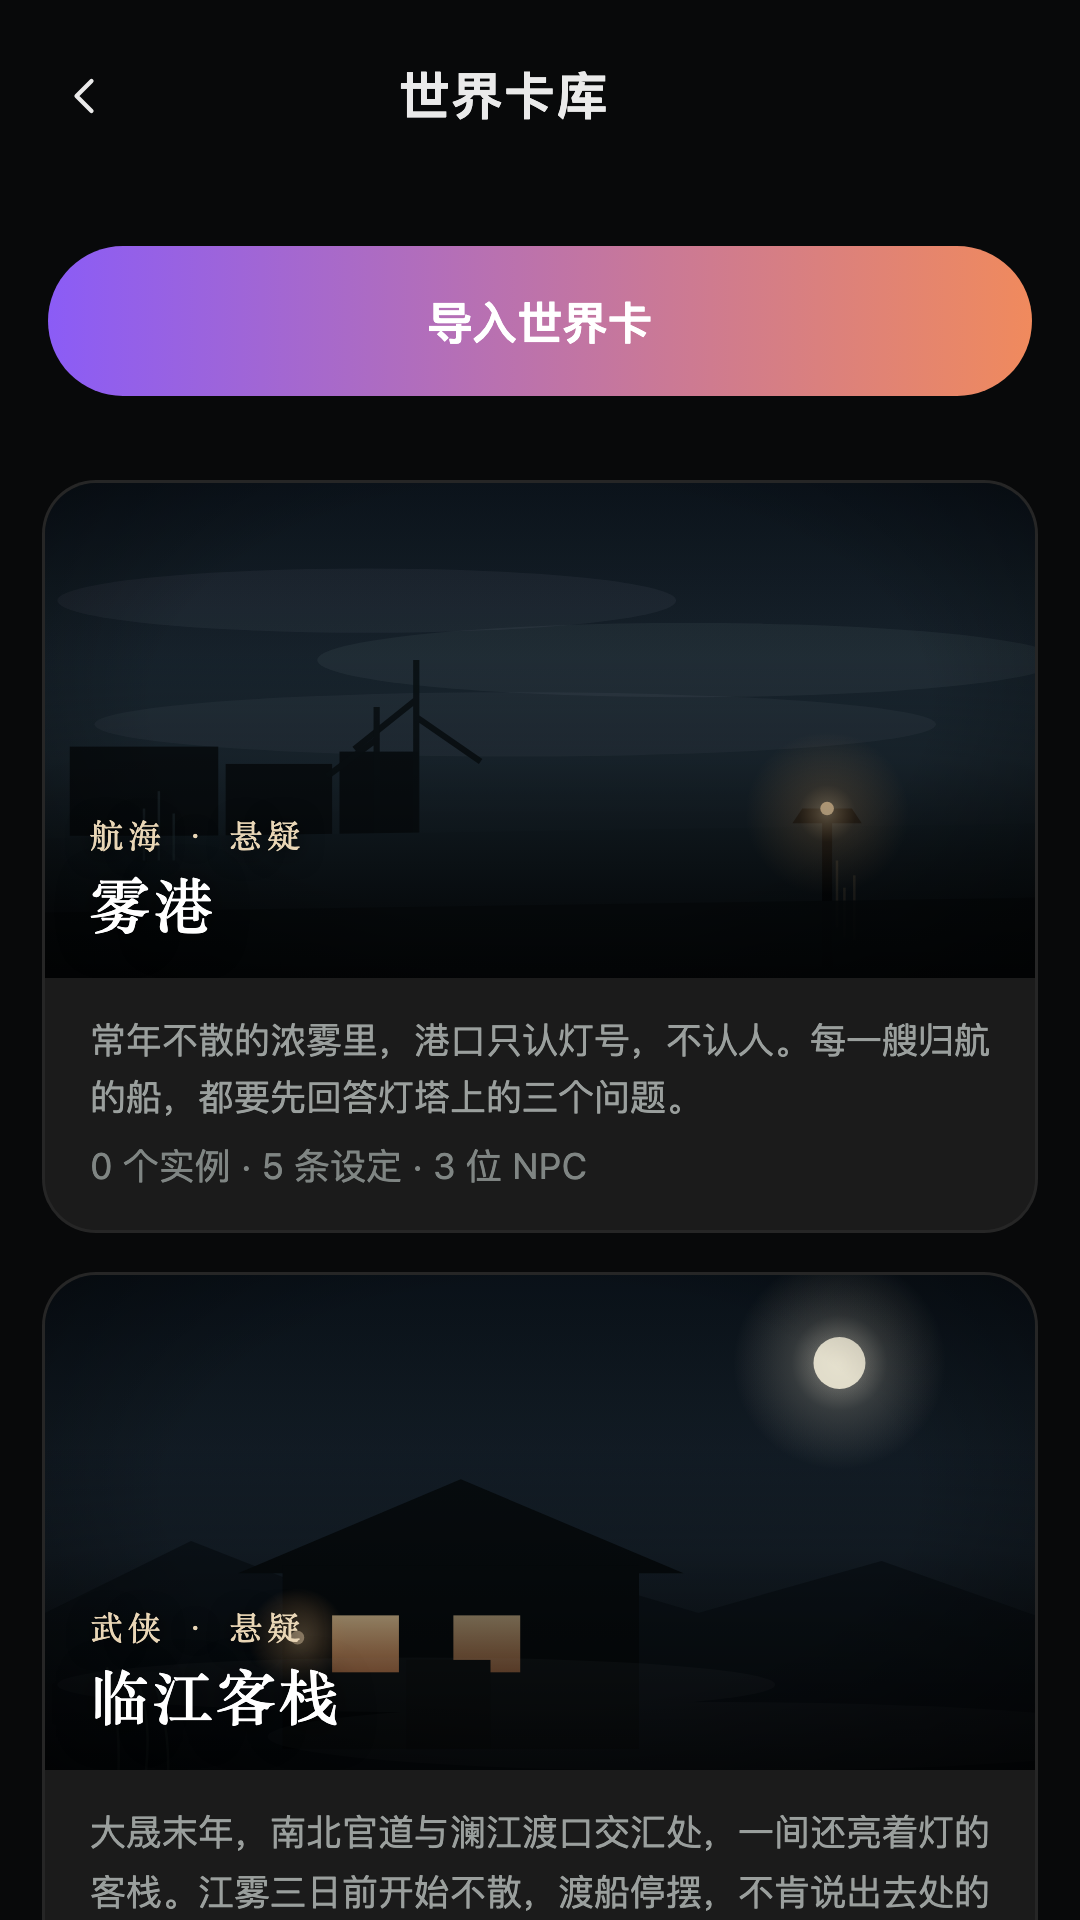 世界卡库
导入世界卡
航海 · 悬疑
雾港
常年不散的浓雾里，港口只认灯号，不认人。每一艘归航
的船，都要先回答灯塔上的三个问题。
0 个实例 · 5 条设定 · 3 位 NPC
武侠 · 悬疑
临江客栈
大晟末年，南北官道与澜江渡口交汇处，一间还亮着灯的
客栈。江雾三日前开始不散，渡船停摆，不肯说出去处的